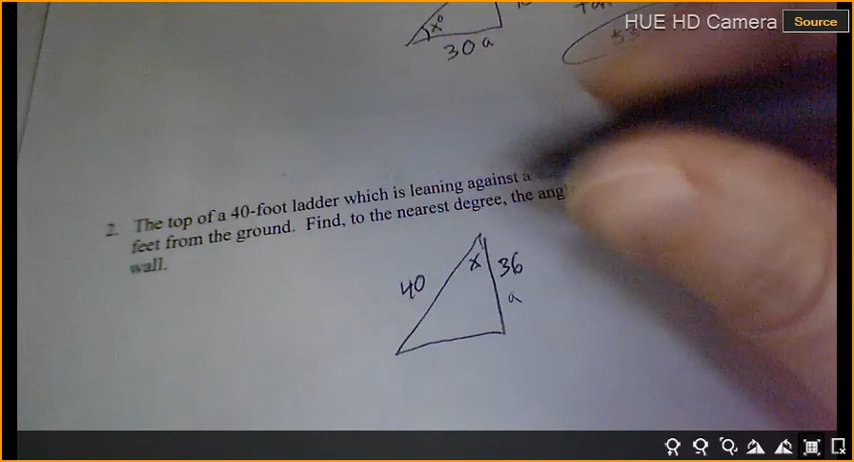 HUE HD Camera
Source
x°
30 a
53
2. The top of a 40-foot ladder which is leaning against a
feet from the ground. Find, to the nearest degree, the
wall.
40
x
36
a